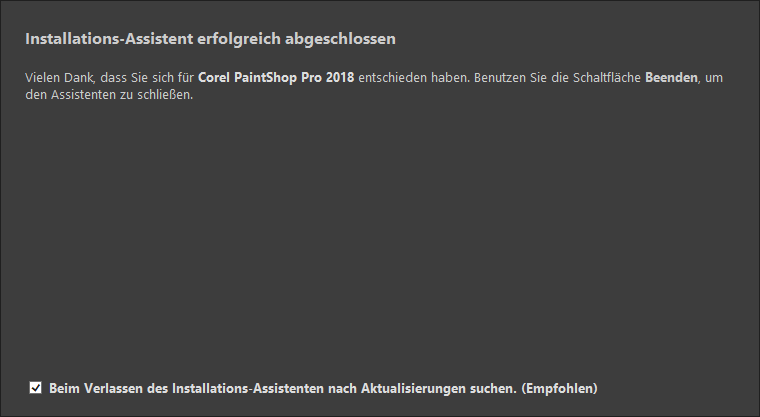 Installations-Assistent erfolgreich abgeschlossen
Vielen Dank, dass Sie sich für Corel PaintShop Pro 2018 entschieden haben. Benutzen Sie die Schaltfläche Beenden, um
den Assistenten zu schließen.
Beim Verlassen des Installations-Assistenten nach Aktualisierungen suchen. (Empfohlen)